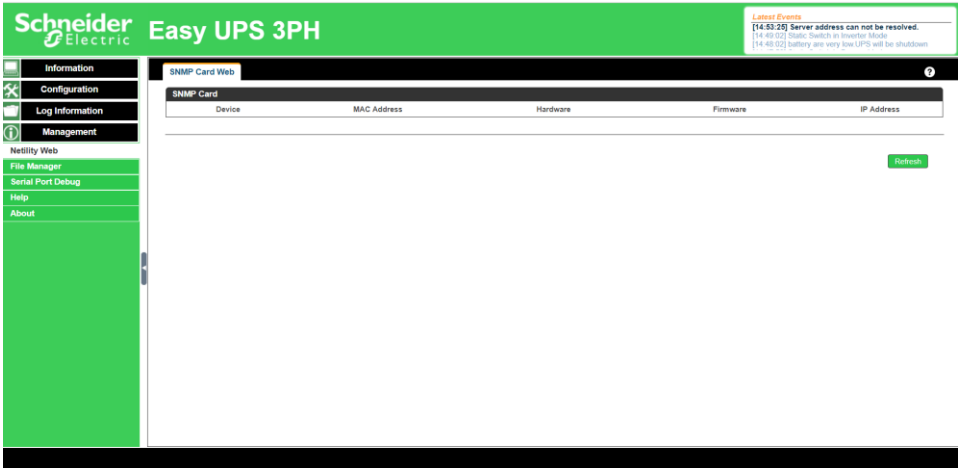 Schneider Electric
Easy UPS 3PH
Latest Events
[14:53:25] Server address can not be resolved.
[14:49:02] Static Switch in Inverter Mode
[14:48:02] battery are very low.UPS will be shutdown
Information
Configuration
Log Information
Management
Netility Web
File Manager
Serial Port Debug
Help
About
SNMP Card Web
?
SNMP Card
Device MAC Address Hardware Firmware IP Address
Refresh